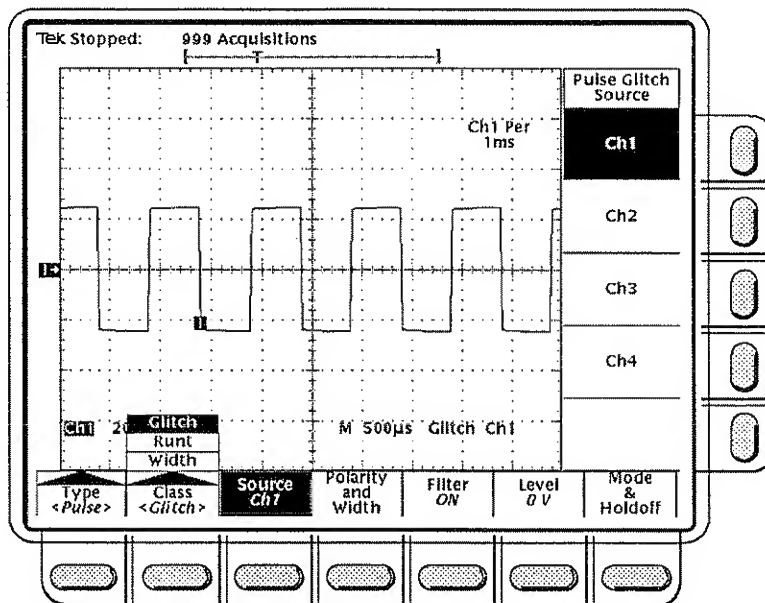 Tek Stopped: 999 Acquisitions
[ T ]
Pulse Glitch
Source
Ch1 Per
1ms
Ch1
Ch2
Ch3
Ch4
1
Ch1 M 500µs Glitch Ch1
Glitch
Runt
Width
Type
<Pulse>
Class
<Glitch>
Source
Ch1
Polarity
and
Width
Filter
ON
Level
0 V
Mode
&
Holdoff